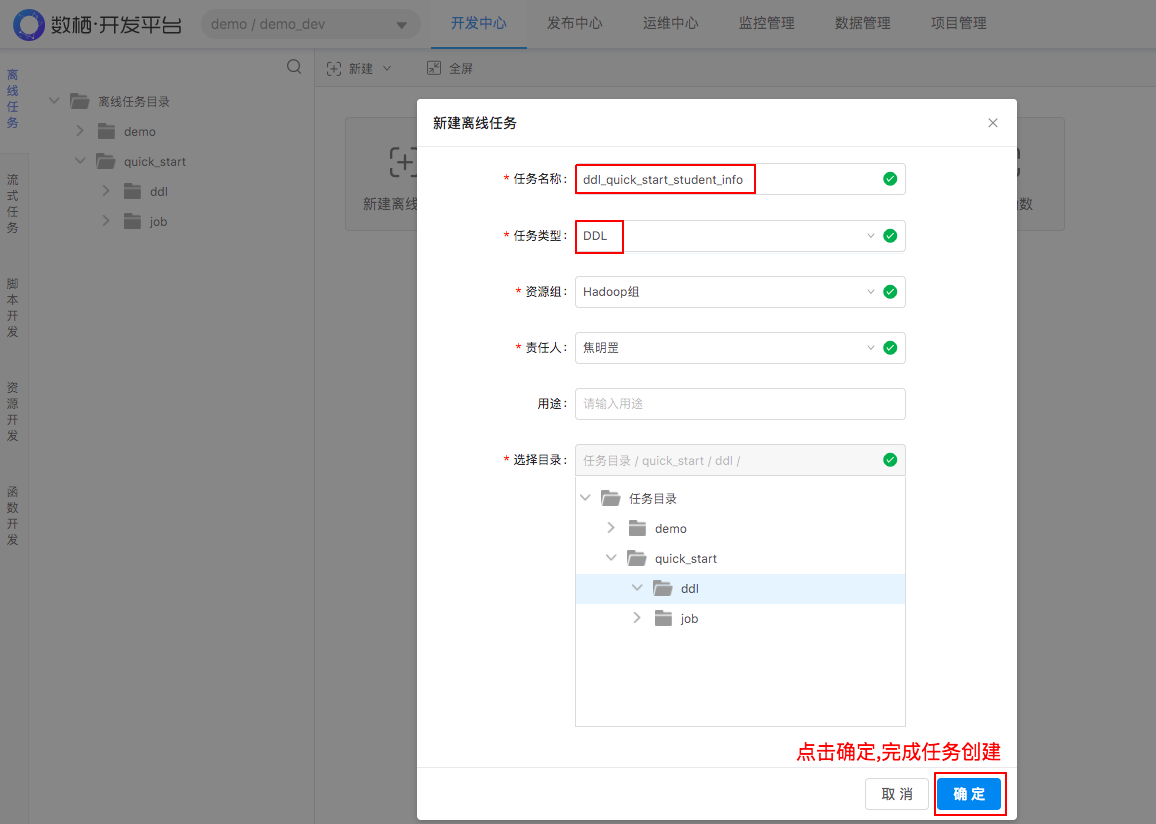 数栖·开发平台
demo / demo_dev
开发中心
发布中心
运维中心
监控管理
数据管理
项目管理
离线任务
流式任务
脚本开发
资源开发
函数开发
离线任务目录
demo
quick_start
ddl
job
新建
全屏
新建离线
数
新建离线任务
* 任务名称：
ddl_quick_start_student_info
* 任务类型：
DDL
* 资源组：
Hadoop组
* 责任人：
焦明罡
用途：
请输入用途
* 选择目录：
任务目录 / quick_start / ddl /
任务目录
demo
quick_start
ddl
job
点击确定,完成任务创建
取 消
确 定